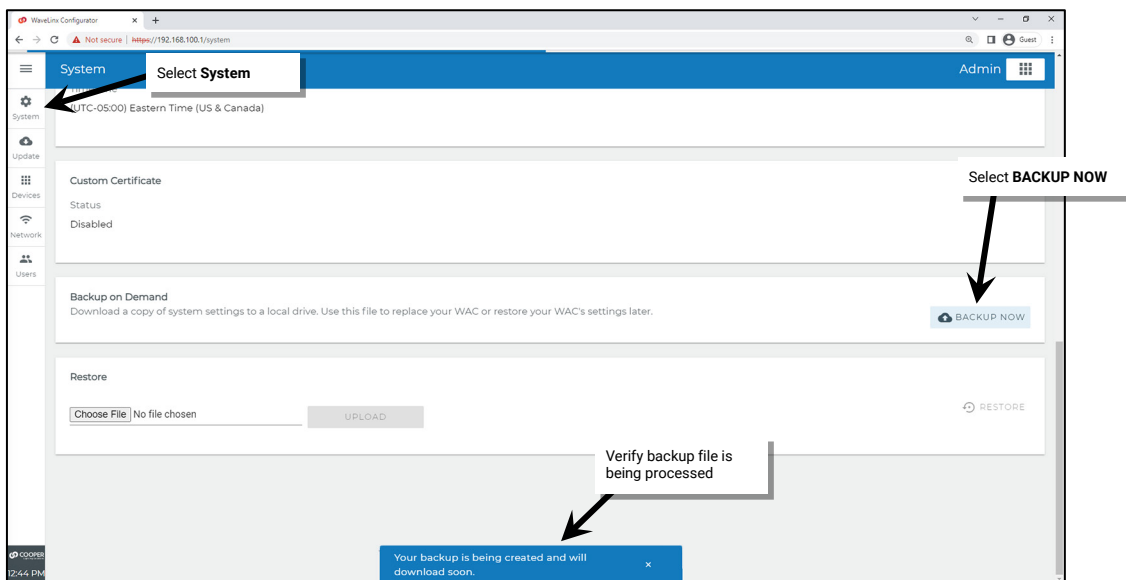 WaveLinx Configurator
Not secure | https://192.168.100.1/system
Guest
System
Select System
Admin
System
(UTC-05:00) Eastern Time (US & Canada)
Update
Custom Certificate
Select BACKUP NOW
Devices
Status
Disabled
Network
Users
Backup on Demand
Download a copy of system settings to a local drive. Use this file to replace your WAC or restore your WAC's settings later.
BACKUP NOW
Restore
Choose File No file chosen
UPLOAD
RESTORE
Verify backup file is
being processed
COOPER
12:44 PM
Your backup is being created and will
download soon.